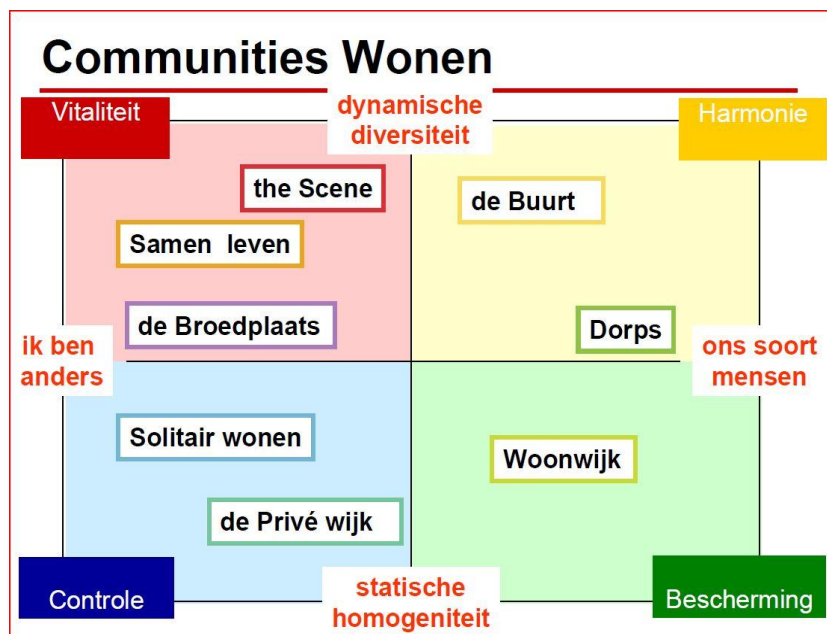 Communities Wonen
Vitaliteit
dynamische
diversiteit
Harmonie
the Scene
de Buurt
Samen leven
de Broedplaats
Dorps
ik ben
anders
ons soort
mensen
Solitair wonen
Woonwijk
de Privé wijk
Controle
statische
homogeniteit
Bescherming